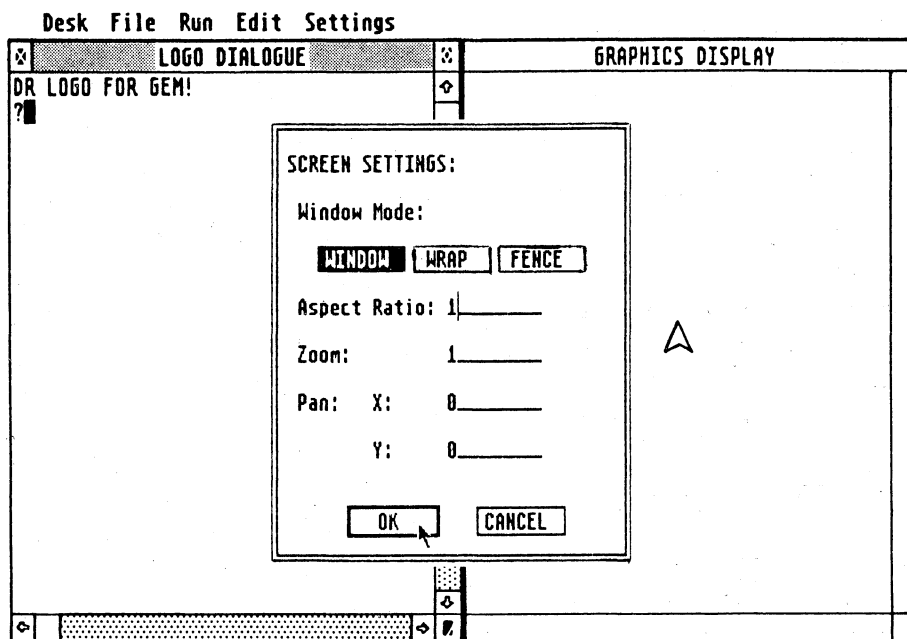 Desk File Run Edit Settings
LOGO DIALOGUE
GRAPHICS DISPLAY
DR LOGO FOR GEM!
?
SCREEN SETTINGS:
Window Mode:
WINDOW WRAP FENCE
Aspect Ratio: 1
Zoom: 1
Pan: X: 0
Y: 0
OK CANCEL